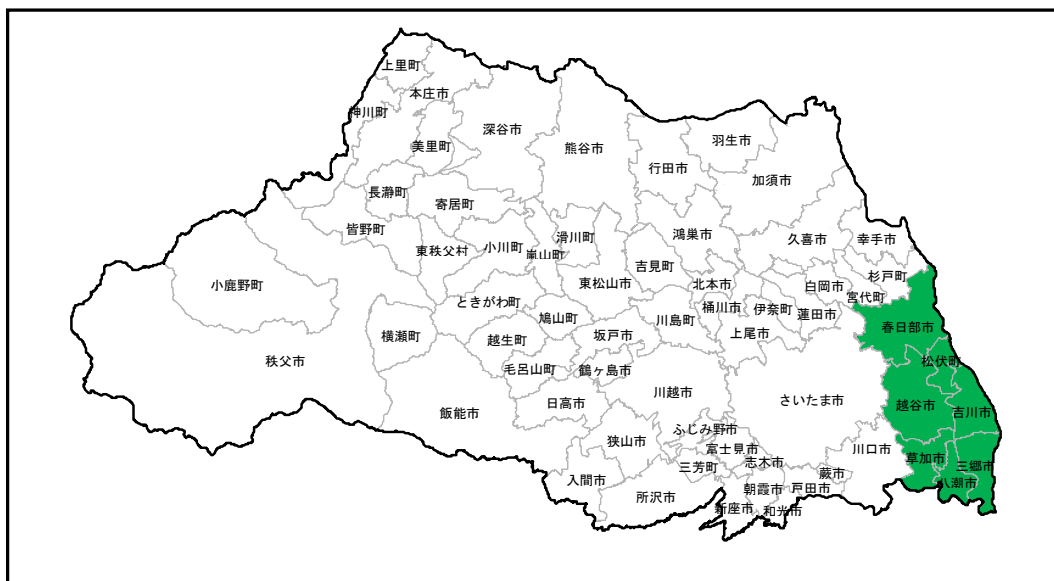 上里町
本庄市
神川町
深谷市
羽生市
美里町
熊谷市
行田市
加須市
長瀞町
寄居町
皆野町
東秩父村
小川町
嵐山町
滑川町
鴻巣市
久喜市
幸手市
吉見町
杉戸町
小鹿野町
東松山市
北本市
白岡市
宮代町
ときがわ町
桶川市
伊奈町
蓮田市
鳩山町
川島町
春日部市
横瀬町
越生町
坂戸市
上尾市
松伏町
秩父市
毛呂山町
鶴ヶ島市
川越市
さいたま市
越谷市
吉川市
飯能市
日高市
狭山市
ふじみ野市
富士見市
川口市
草加市
三芳町
志木市
三郷市
入間市
蕨市
八潮市
所沢市
朝霞市
戸田市
新座市
和光市